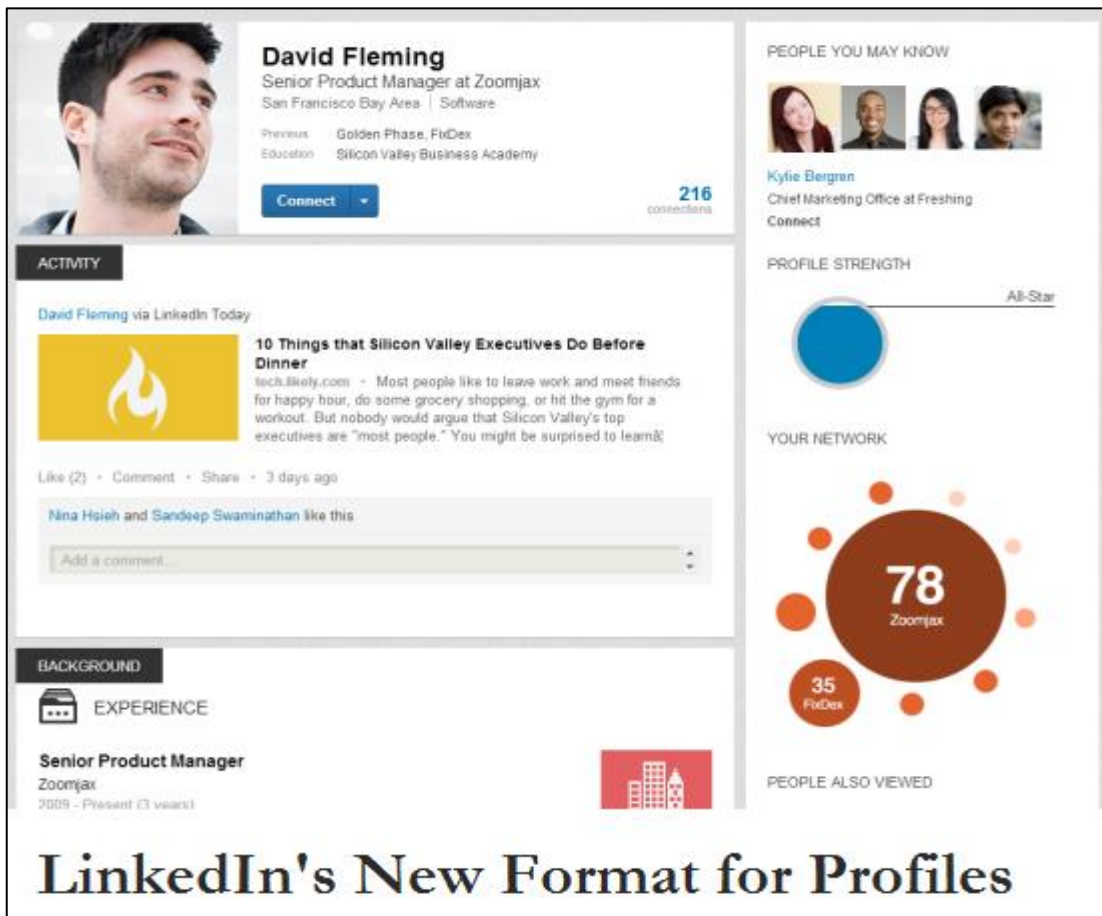 David Fleming
Senior Product Manager at Zoomjax
San Francisco Bay Area | Software
Previous Golden Phase, FixDex
Education Silicon Valley Business Academy
Connect
216
connections
ACTIVITY
David Fleming via LinkedIn Today
10 Things that Silicon Valley Executives Do Before
Dinner
tech.likely.com • Most people like to leave work and meet friends
for happy hour, do some grocery shopping, or hit the gym for a
workout. But nobody would argue that Silicon Valley's top
executives are "most people." You might be surprised to learnâ¦
Like (2) • Comment • Share • 3 days ago
Nina Hsieh and Sandeep Swaminathan like this
Add a comment...
BACKGROUND
EXPERIENCE
Senior Product Manager
Zoomjax
2009 - Present (3 years)
PEOPLE YOU MAY KNOW
Kylie Bergren
Chief Marketing Office at Freshing
Connect
PROFILE STRENGTH
All-Star
YOUR NETWORK
78
Zoomjax
35
FixDex
PEOPLE ALSO VIEWED
LinkedIn's New Format for Profiles